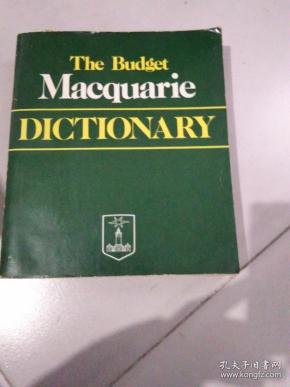 The Budget
Macquarie
DICTIONARY
孔夫子旧书网
www.kongfz.com